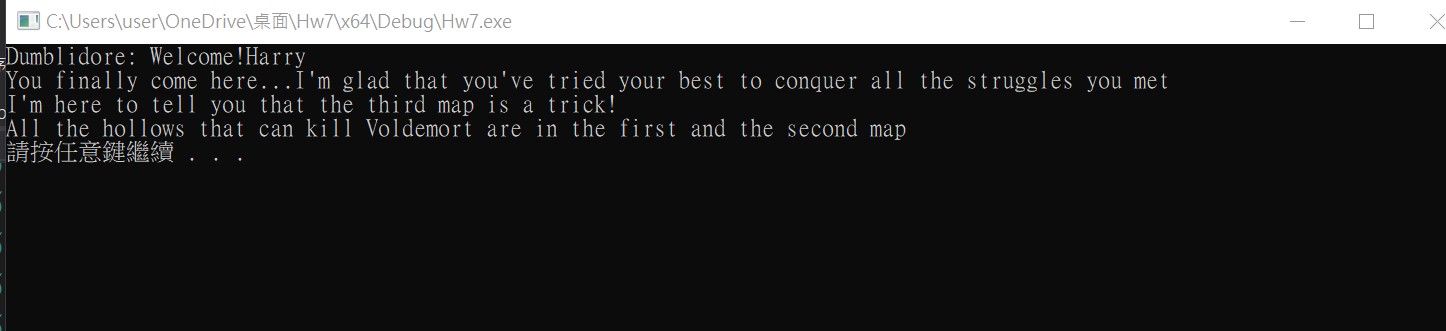 C:\Users\user\OneDrive\桌面\Hw7\x64\Debug\Hw7.exe
Dumblidore: Welcome!Harry
You finally come here...I'm glad that you've tried your best to conquer all the struggles you met
I'm here to tell you that the third map is a trick!
All the hollows that can kill Voldemort are in the first and the second map
請按任意鍵繼續 . . .